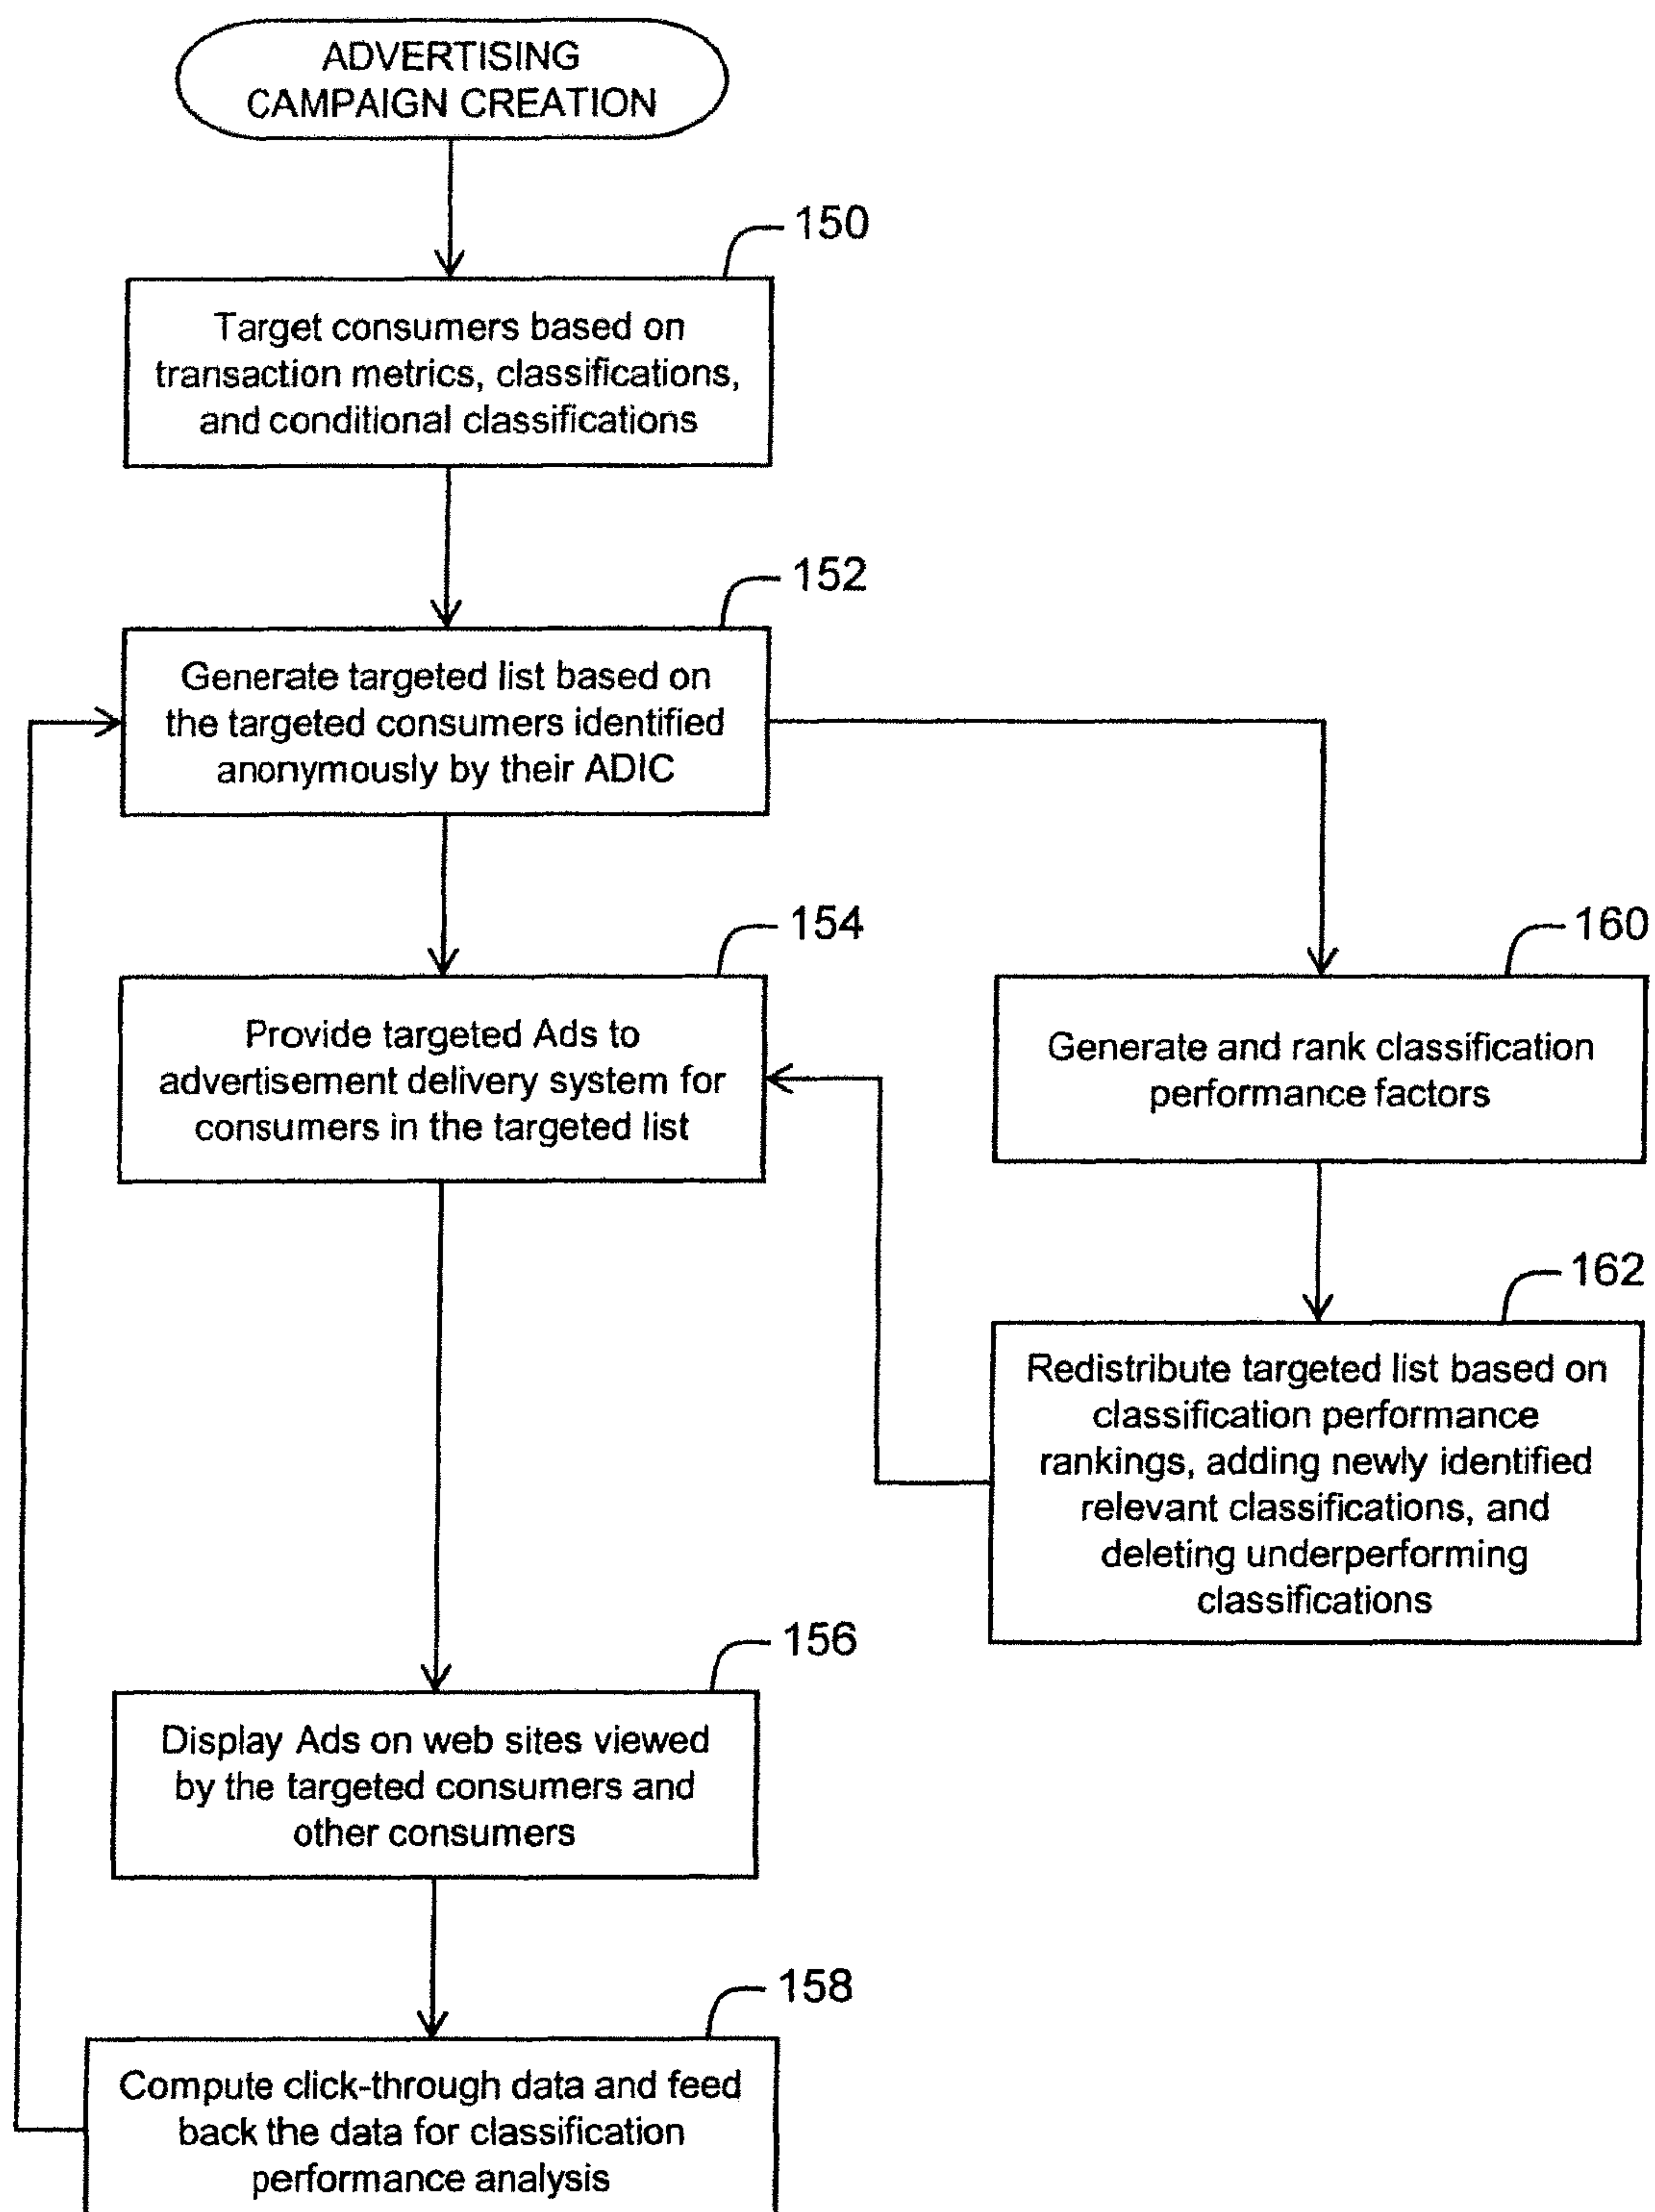 ADVERTISING
CAMPAIGN CREATION
150
Target consumers based on
transaction metrics, classifications,
and conditional classifications
152
Generate targeted list based on
the targeted consumers identified
anonymously by their ADIC
154
Provide targeted Ads to
advertisement delivery system for
consumers in the targeted list
160
Generate and rank classification
performance factors
162
Redistribute targeted list based on
classification performance
rankings, adding newly identified
relevant classifications, and
deleting underperforming
classifications
156
Display Ads on web sites viewed
by the targeted consumers and
other consumers
158
Compute click-through data and feed
back the data for classification
performance analysis